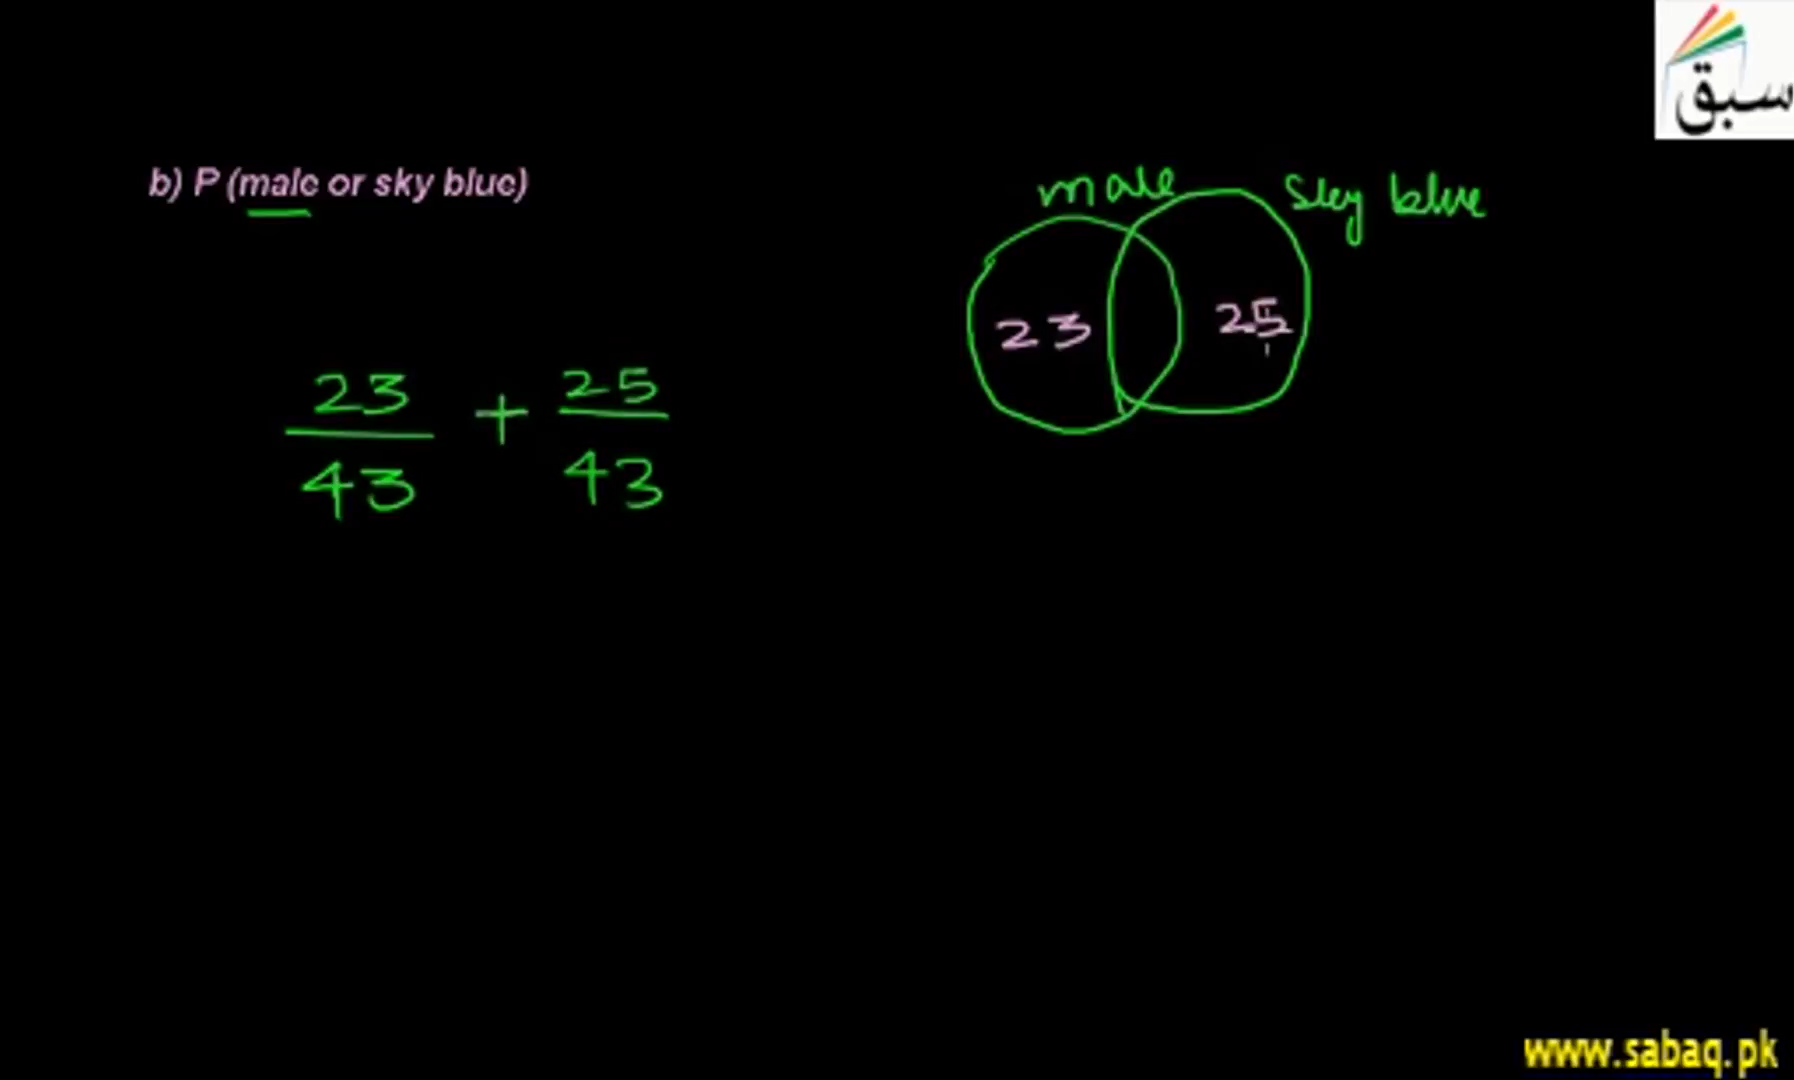 سبق
b) P (male or sky blue)
male
Sky blue
23
25
23/43 + 25/43
www.sabaq.pk